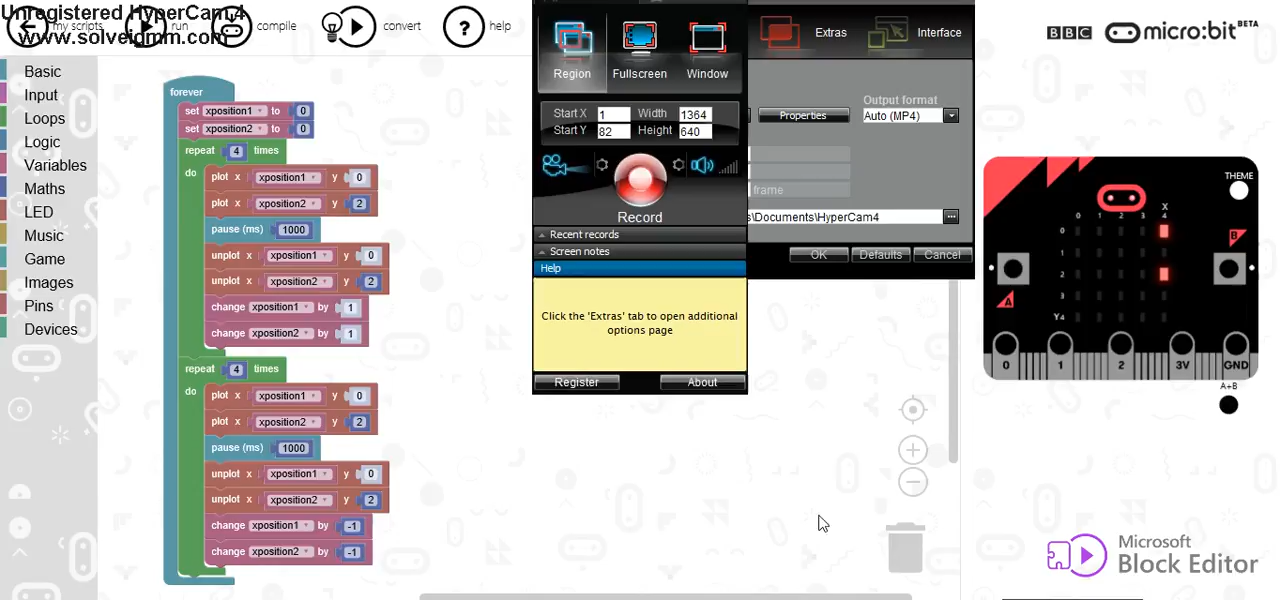 Unregistered HyperCam 4
www.solveigmm.com
my scripts
run
compile
convert
help
Basic
Input
Loops
Logic
Variables
Maths
LED
Music
Game
Images
Pins
Devices
forever
set xposition1 to 0
set xposition2 to 0
repeat 4 times
do plot x xposition1 y 0
plot x xposition2 y 2
pause (ms) 1000
unplot x xposition1 y 0
unplot x xposition2 y 2
change xposition1 by 1
change xposition2 by 1
repeat 4 times
do plot x xposition1 y 0
plot x xposition2 y 2
pause (ms) 1000
unplot x xposition1 y 0
unplot x xposition2 y 2
change xposition1 by -1
change xposition2 by -1
Region Fullscreen Window
Start X 1 Width 1364
Start Y 82 Height 640
Record
Recent records
Screen notes
Help
Click the 'Extras' tab to open additional
options page
Register About
Extras Interface
Output format
Properties Auto (MP4)
frame
s\Documents\HyperCam4
OK Defaults Cancel
BBC micro:bit BETA
THEME
X
0 1 2 3 4
0
1
2
3
Y4
A
B
0 1 2 3V GND
A+B
Microsoft
Block Editor